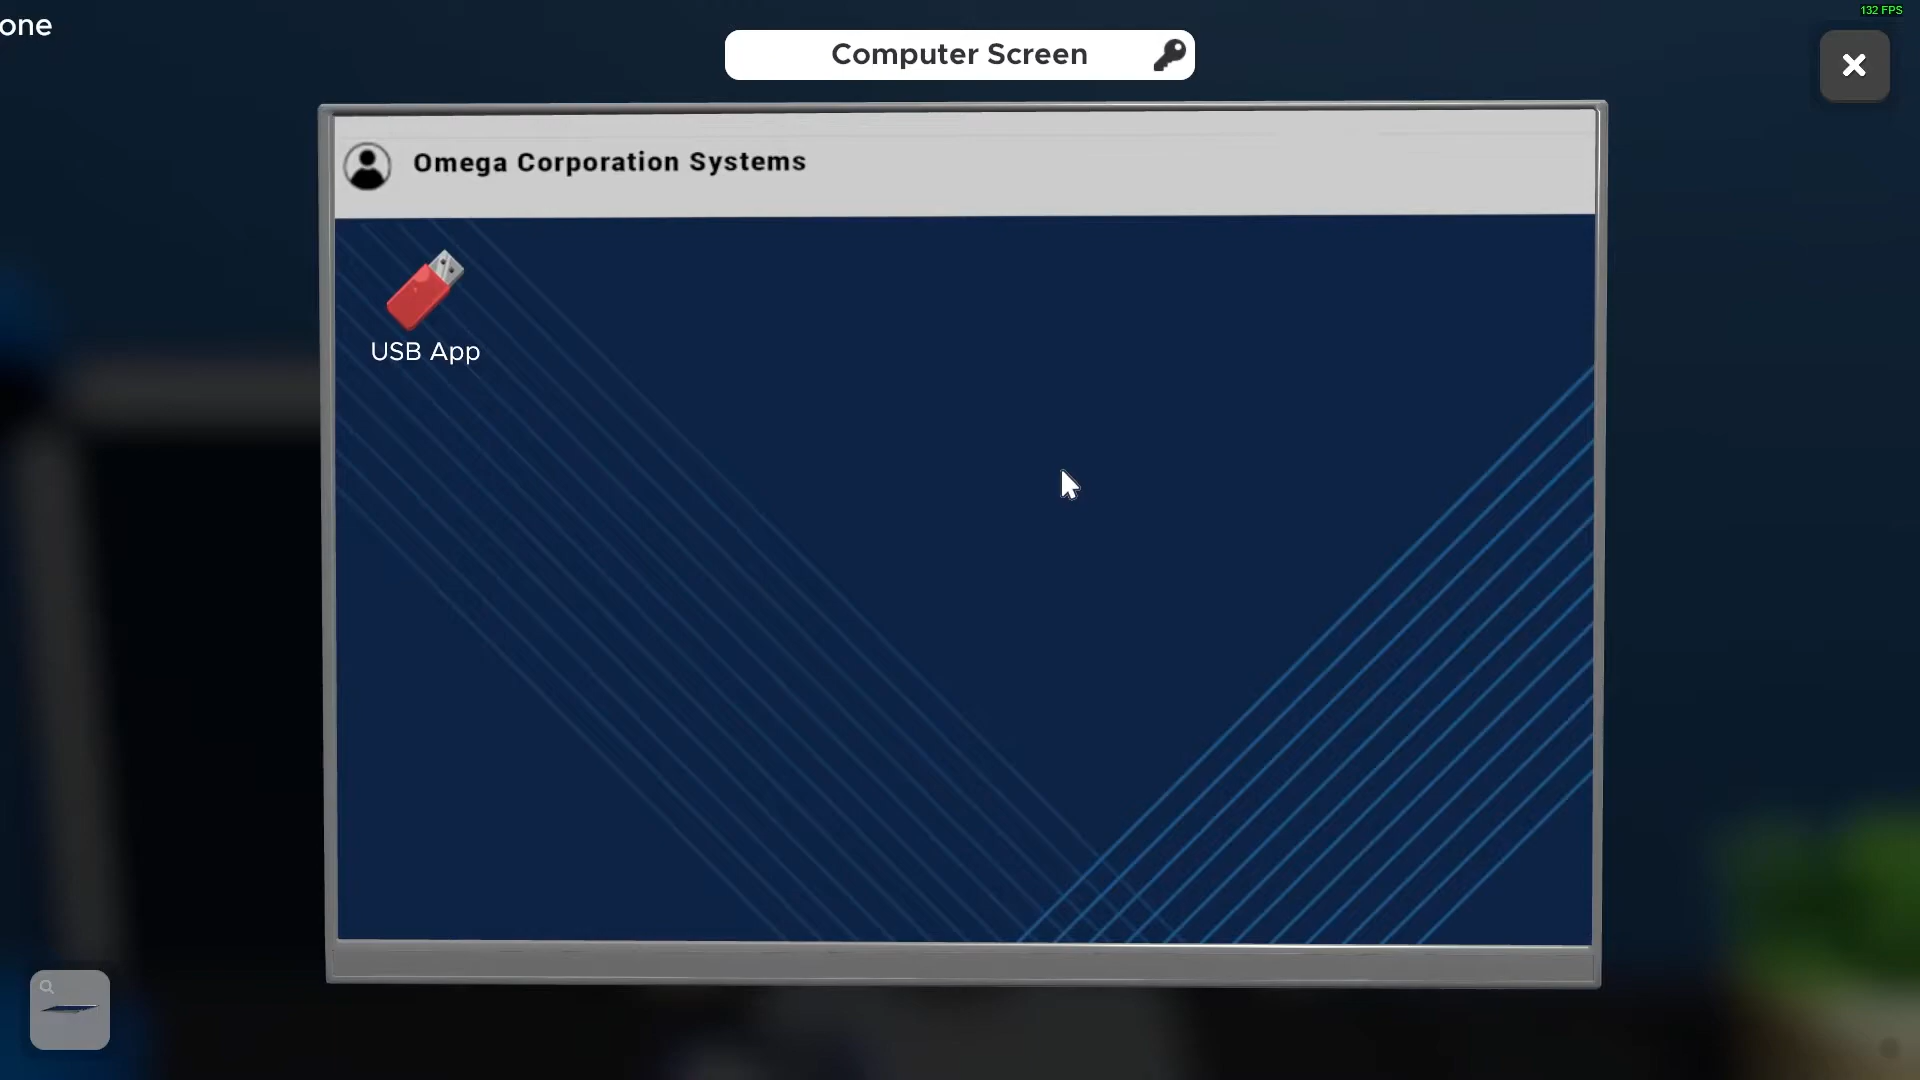 one
132 FPS
Computer Screen
Omega Corporation Systems
USB App